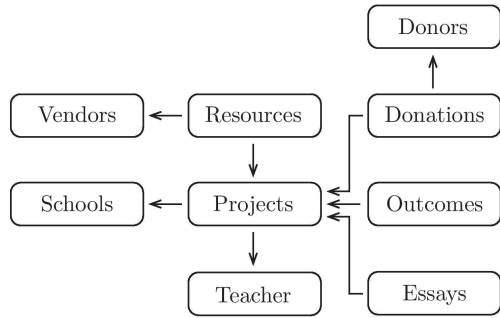 Donors
Vendors
Resources
Donations
Schools
Projects
Outcomes
Teacher
Essays